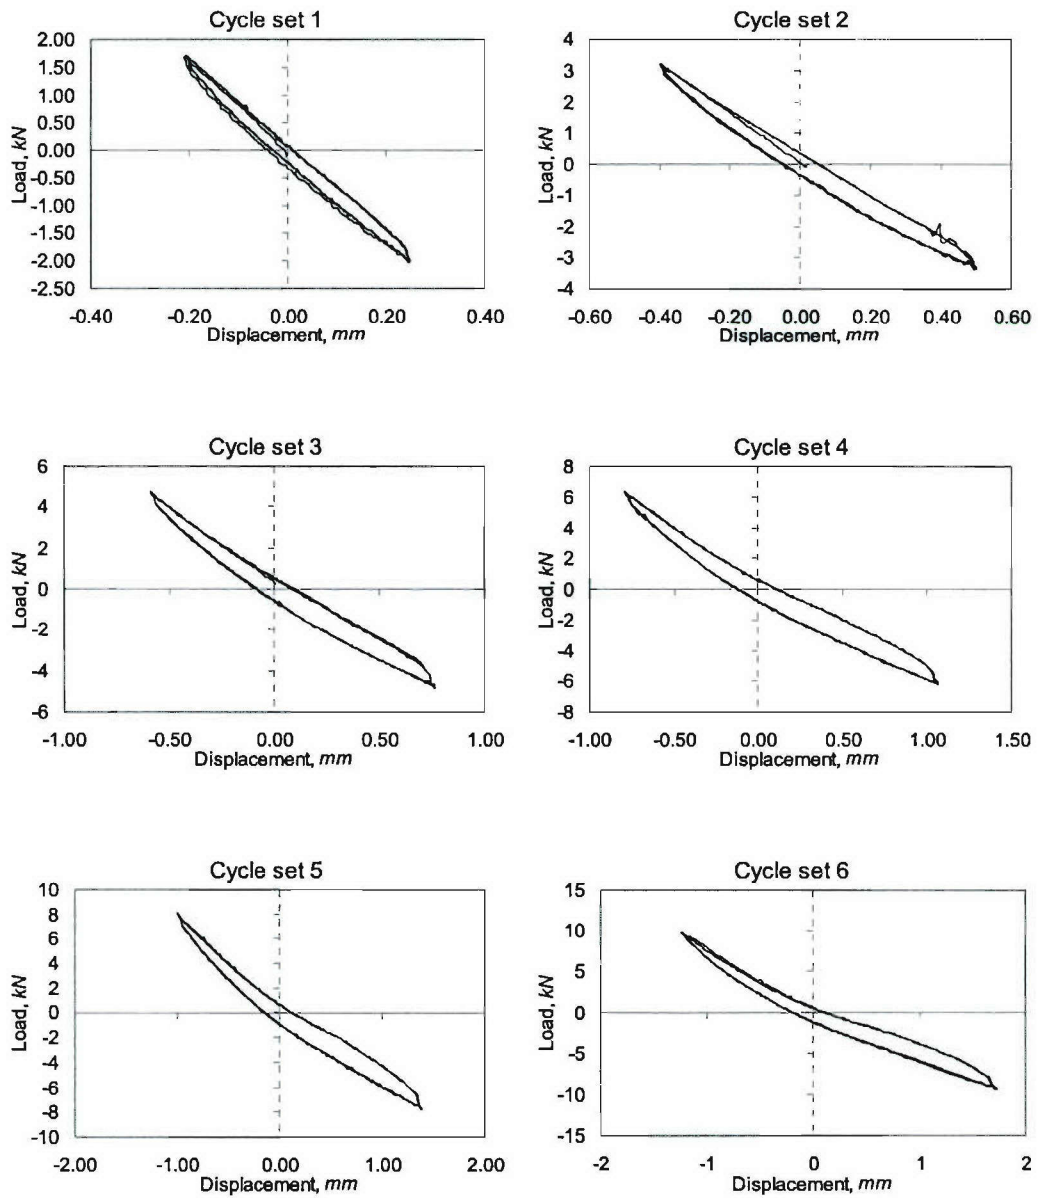 Cycle set 1
2.00
1.50
1.00
0.50
0.00
-0.50
-1.00
-1.50
-2.00
-2.50
Load, kN
-0.40 -0.20 0.00 0.20 0.40
Displacement, mm
Cycle set 2
4
3
2
1
0
-1
-2
-3
-4
Load, kN
-0.60 -0.40 -0.20 0.00 0.20 0.40 0.60
Displacement, mm
Cycle set 3
6
4
2
0
-2
-4
-6
Load, kN
-1.00 -0.50 0.00 0.50 1.00
Displacement, mm
Cycle set 4
8
6
4
2
0
-2
-4
-6
-8
Load, kN
-1.00 -0.50 0.00 0.50 1.00 1.50
Displacement, mm
Cycle set 5
10
8
6
4
2
0
-2
-4
-6
-8
-10
Load, kN
-2.00 -1.00 0.00 1.00 2.00
Displacement, mm
Cycle set 6
15
10
5
0
-5
-10
-15
Load, kN
-2 -1 0 1 2
Displacement, mm